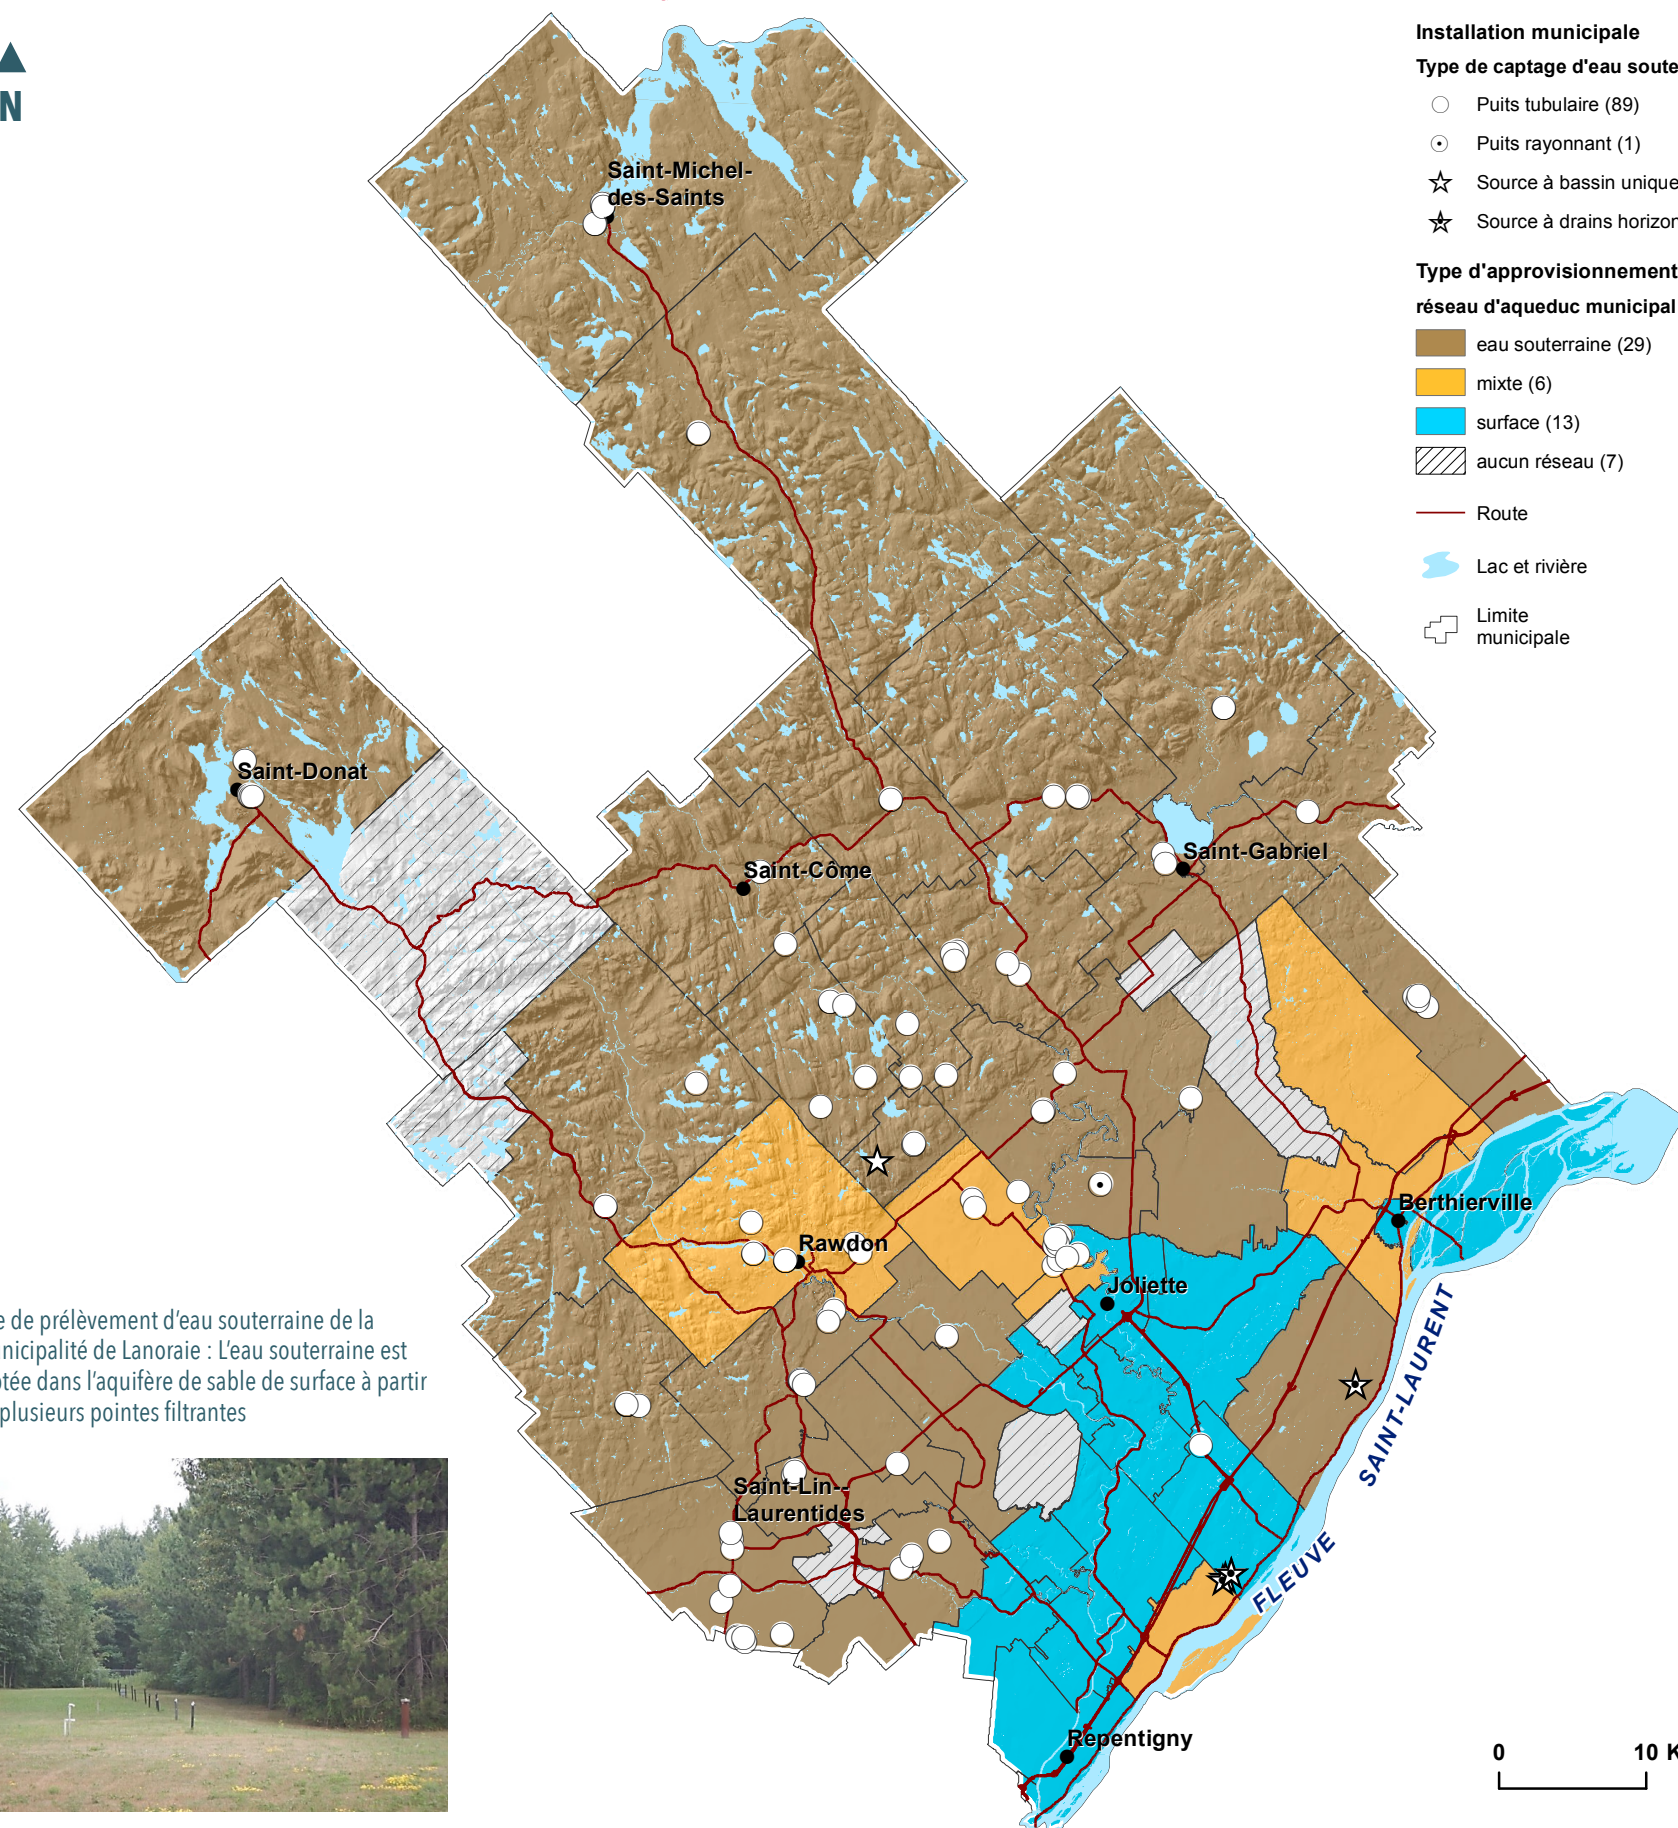 N
Installation municipale
Type de captage d'eau soute
Puits tubulaire (89)
Puits rayonnant (1)
Source à bassin unique
Source à drains horizon
Type d'approvisionnement
réseau d'aqueduc municipal
eau souterraine (29)
mixte (6)
surface (13)
aucun réseau (7)
Route
Lac et rivière
Limite
municipale
Saint-Michel-
des-Saints
Saint-Donat
Saint-Côme
Saint-Gabriel
Berthierville
Rawdon
Joliette
Saint-Lin--
Laurentides
Repentigny
FLEUVE
SAINT-LAURENT
e de prélèvement d'eau souterraine de la
nicipalité de Lanoraie : L'eau souterraine est
otée dans l'aquifère de sable de surface à partir
plusieurs pointes filtrantes
0 10 K